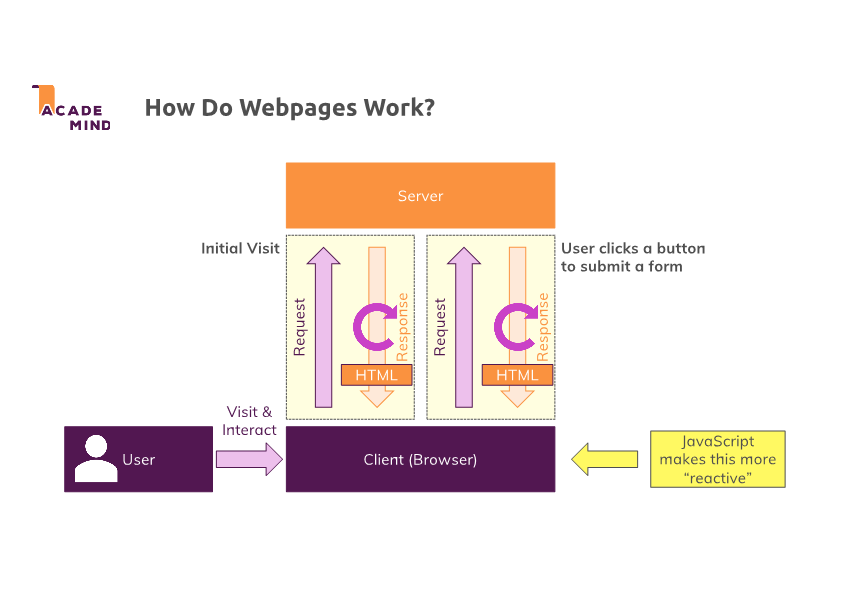 ACADE
MIND
How Do Webpages Work?
Server
Initial Visit
User clicks a button
to submit a form
Request
Response
HTML
Request
Response
HTML
Visit &
Interact
User
Client (Browser)
JavaScript
makes this more
“reactive”